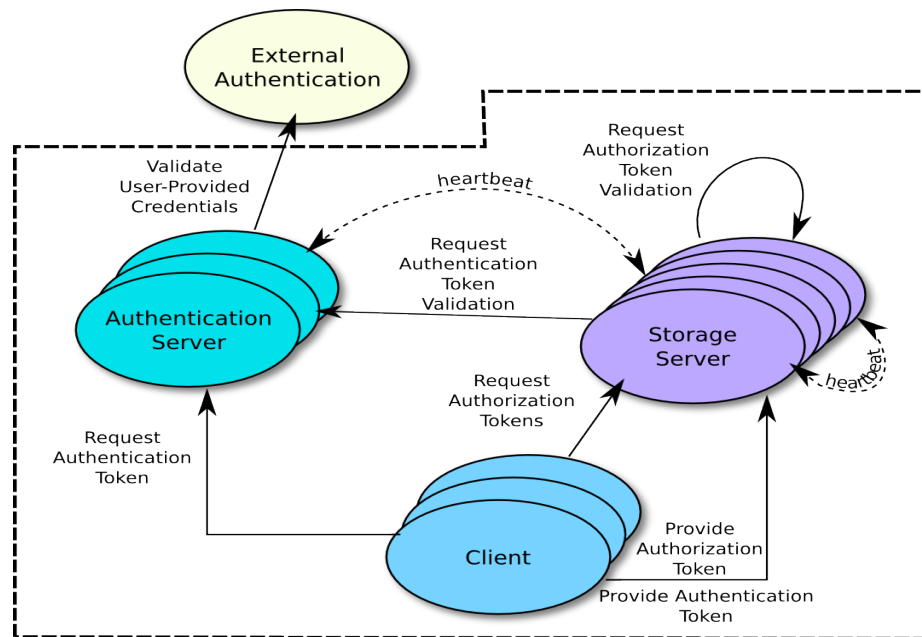 External
Authentication
Validate
User-Provided
Credentials
heartbeat
Request
Authorization
Token
Validation
Request
Authentication
Token
Validation
Authentication
Server
Storage
Server
heartbeat
Request
Authorization
Tokens
Request
Authentication
Token
Client
Provide
Authorization
Token
Provide Authentication
Token